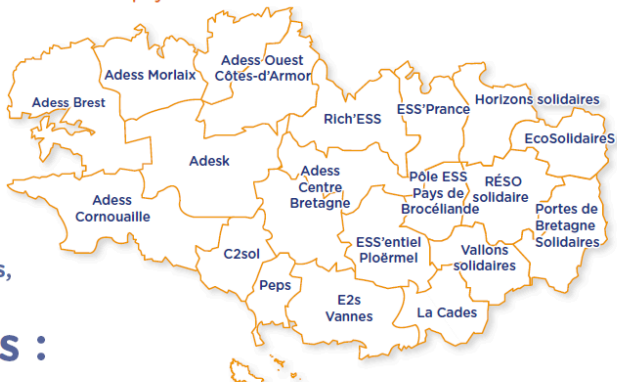 Adess Ouest
Côtes-d'Armor
Adess Morlaix
Adess Brest
Rich'ESS
ESS'Prance
Horizons solidaires
EcoSolidaireS
Adesk
Adess
Centre
Bretagne
Pôle ESS
Pays de
Brocéliande
RÉSO
solidaire
Portes de
Bretagne
Solidaires
Adess
Cornouaille
C2sol
ESS'entiel
Ploërmel
Vallons
solidaires
Peps
E2s
Vannes
La Cades
s,
s :